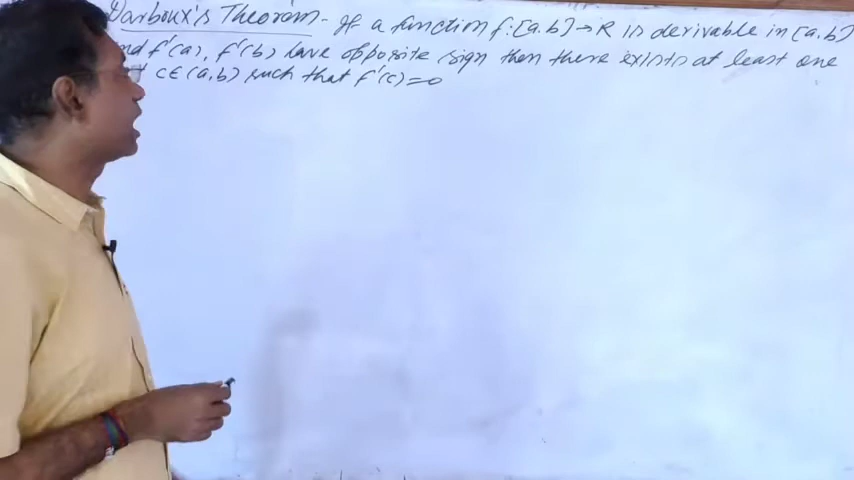 Darboux's Theorem - If a function f:[a.b]→R is derivable in [a.b]
and f'(a), f'(b) have opposite sign then there exists at least one
c∈(a,b) such that f'(c)=0